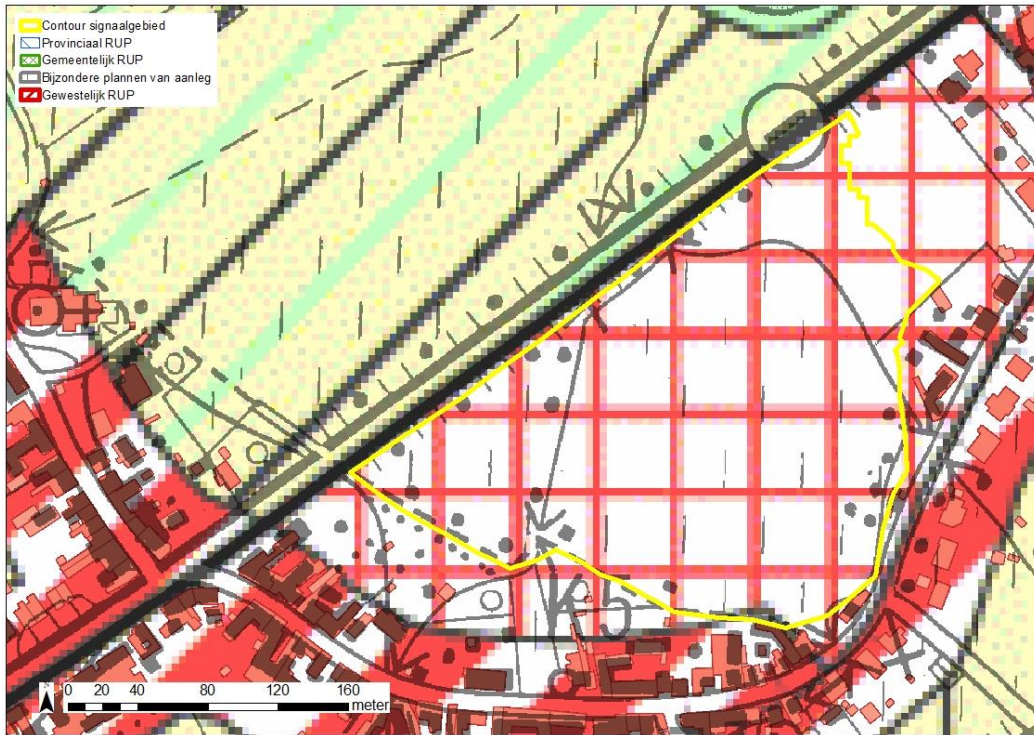 Contour signaalgebied
Provinciaal RUP
Gemeentelijk RUP
Bijzondere plannen van aanleg
Gewestelijk RUP
K5
0 20 40 80 120 160
meter